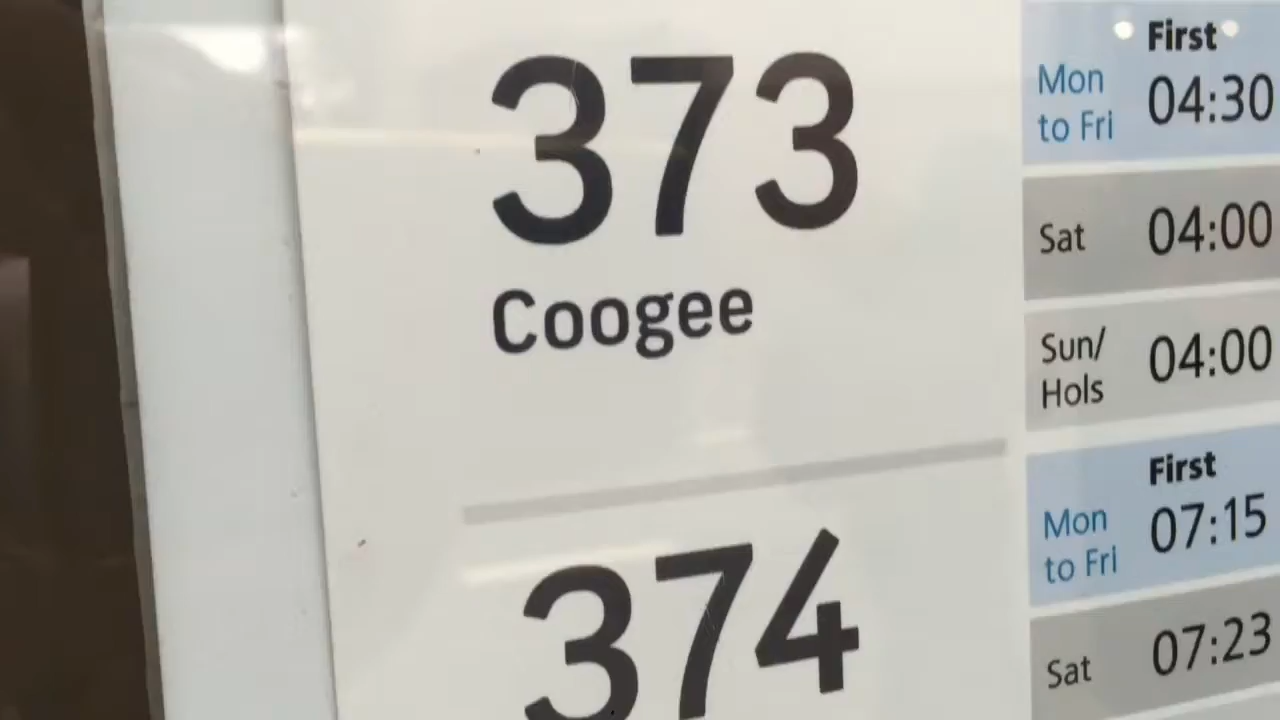 373
Coogee
First
Mon
to Fri
04:30
Sat
04:00
Sun/
Hols
04:00
374
First
Mon
to Fri
07:15
Sat
07:23